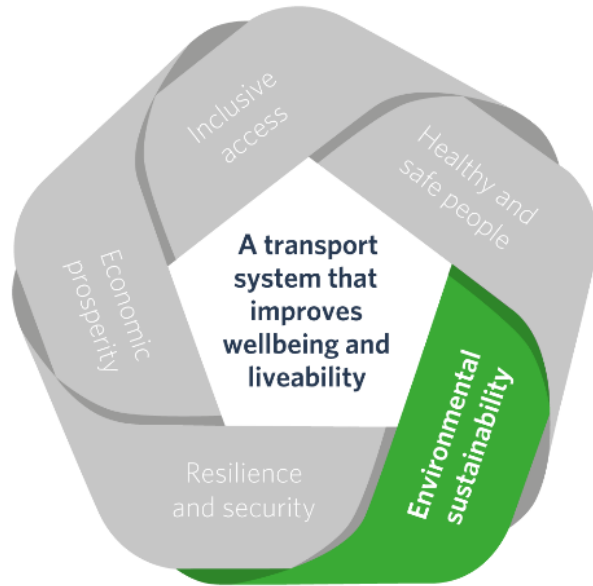 Inclusive
access
Healthy and
safe people
A transport
system that
improves
wellbeing and
liveability
Economic
prosperity
Environmental
sustainability
Resilience
and security